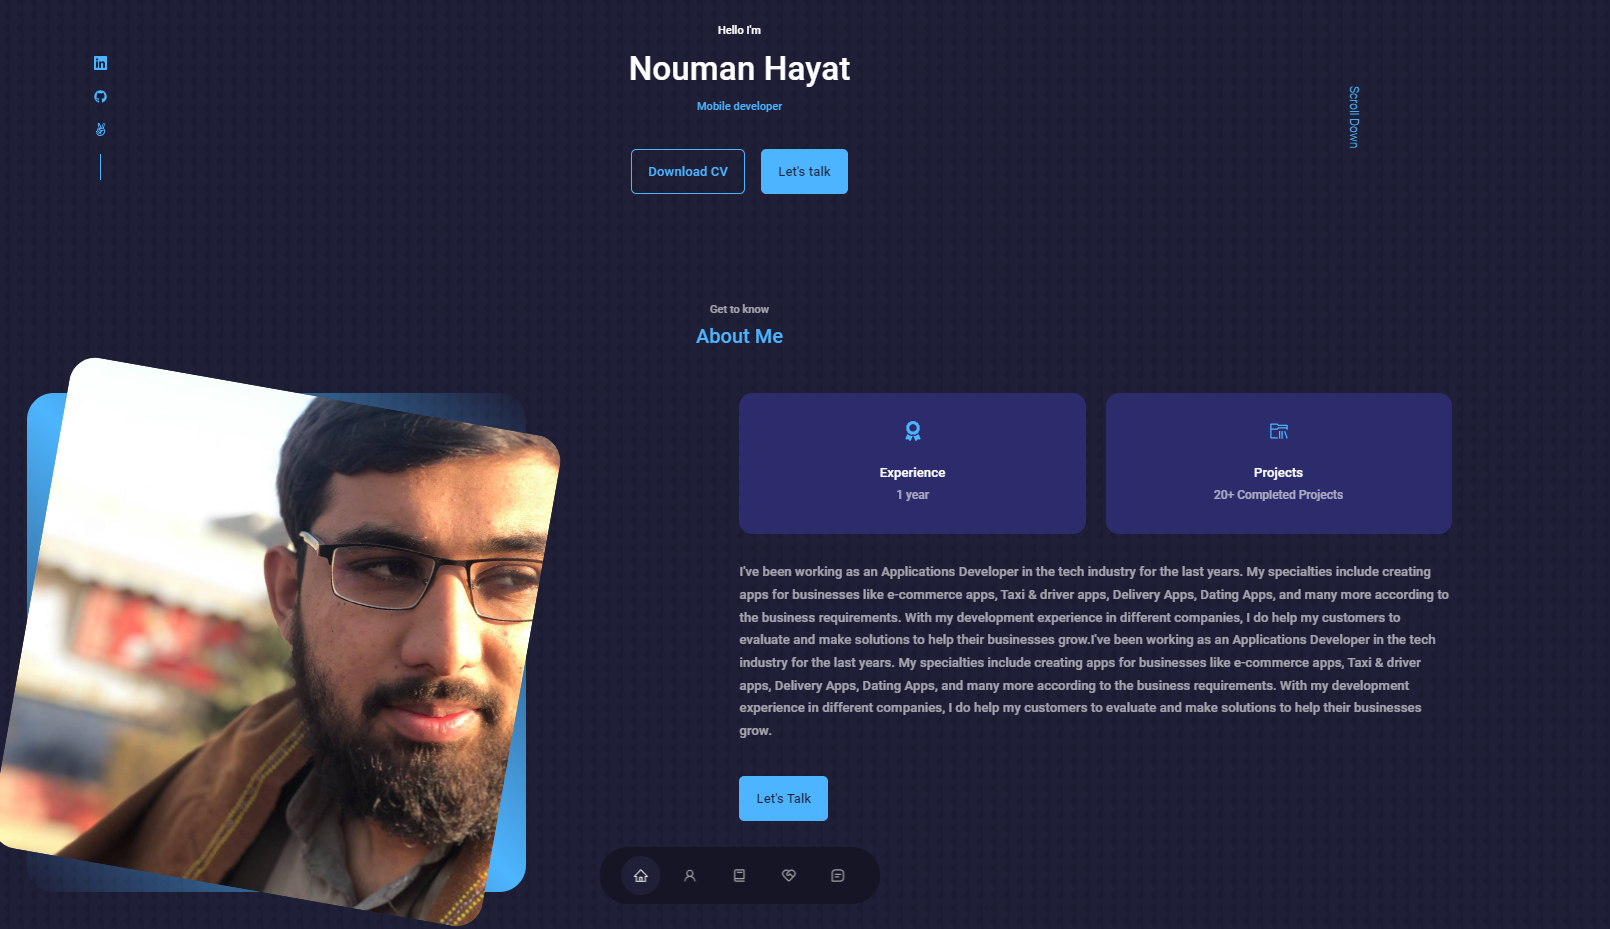 Hello I'm
Nouman Hayat
Mobile developer
Download CV
Let's talk
Scroll Down
Get to know
About Me
Experience
1 year
Projects
20+ Completed Projects
I've been working as an Applications Developer in the tech industry for the last years. My specialties include creating
apps for businesses like e-commerce apps, Taxi & driver apps, Delivery Apps, Dating Apps, and many more according to
the business requirements. With my development experience in different companies, I do help my customers to
evaluate and make solutions to help their businesses grow.I've been working as an Applications Developer in the tech
industry for the last years. My specialties include creating apps for businesses like e-commerce apps, Taxi & driver
apps, Delivery Apps, Dating Apps, and many more according to the business requirements. With my development
experience in different companies, I do help my customers to evaluate and make solutions to help their businesses
grow.
Let's Talk